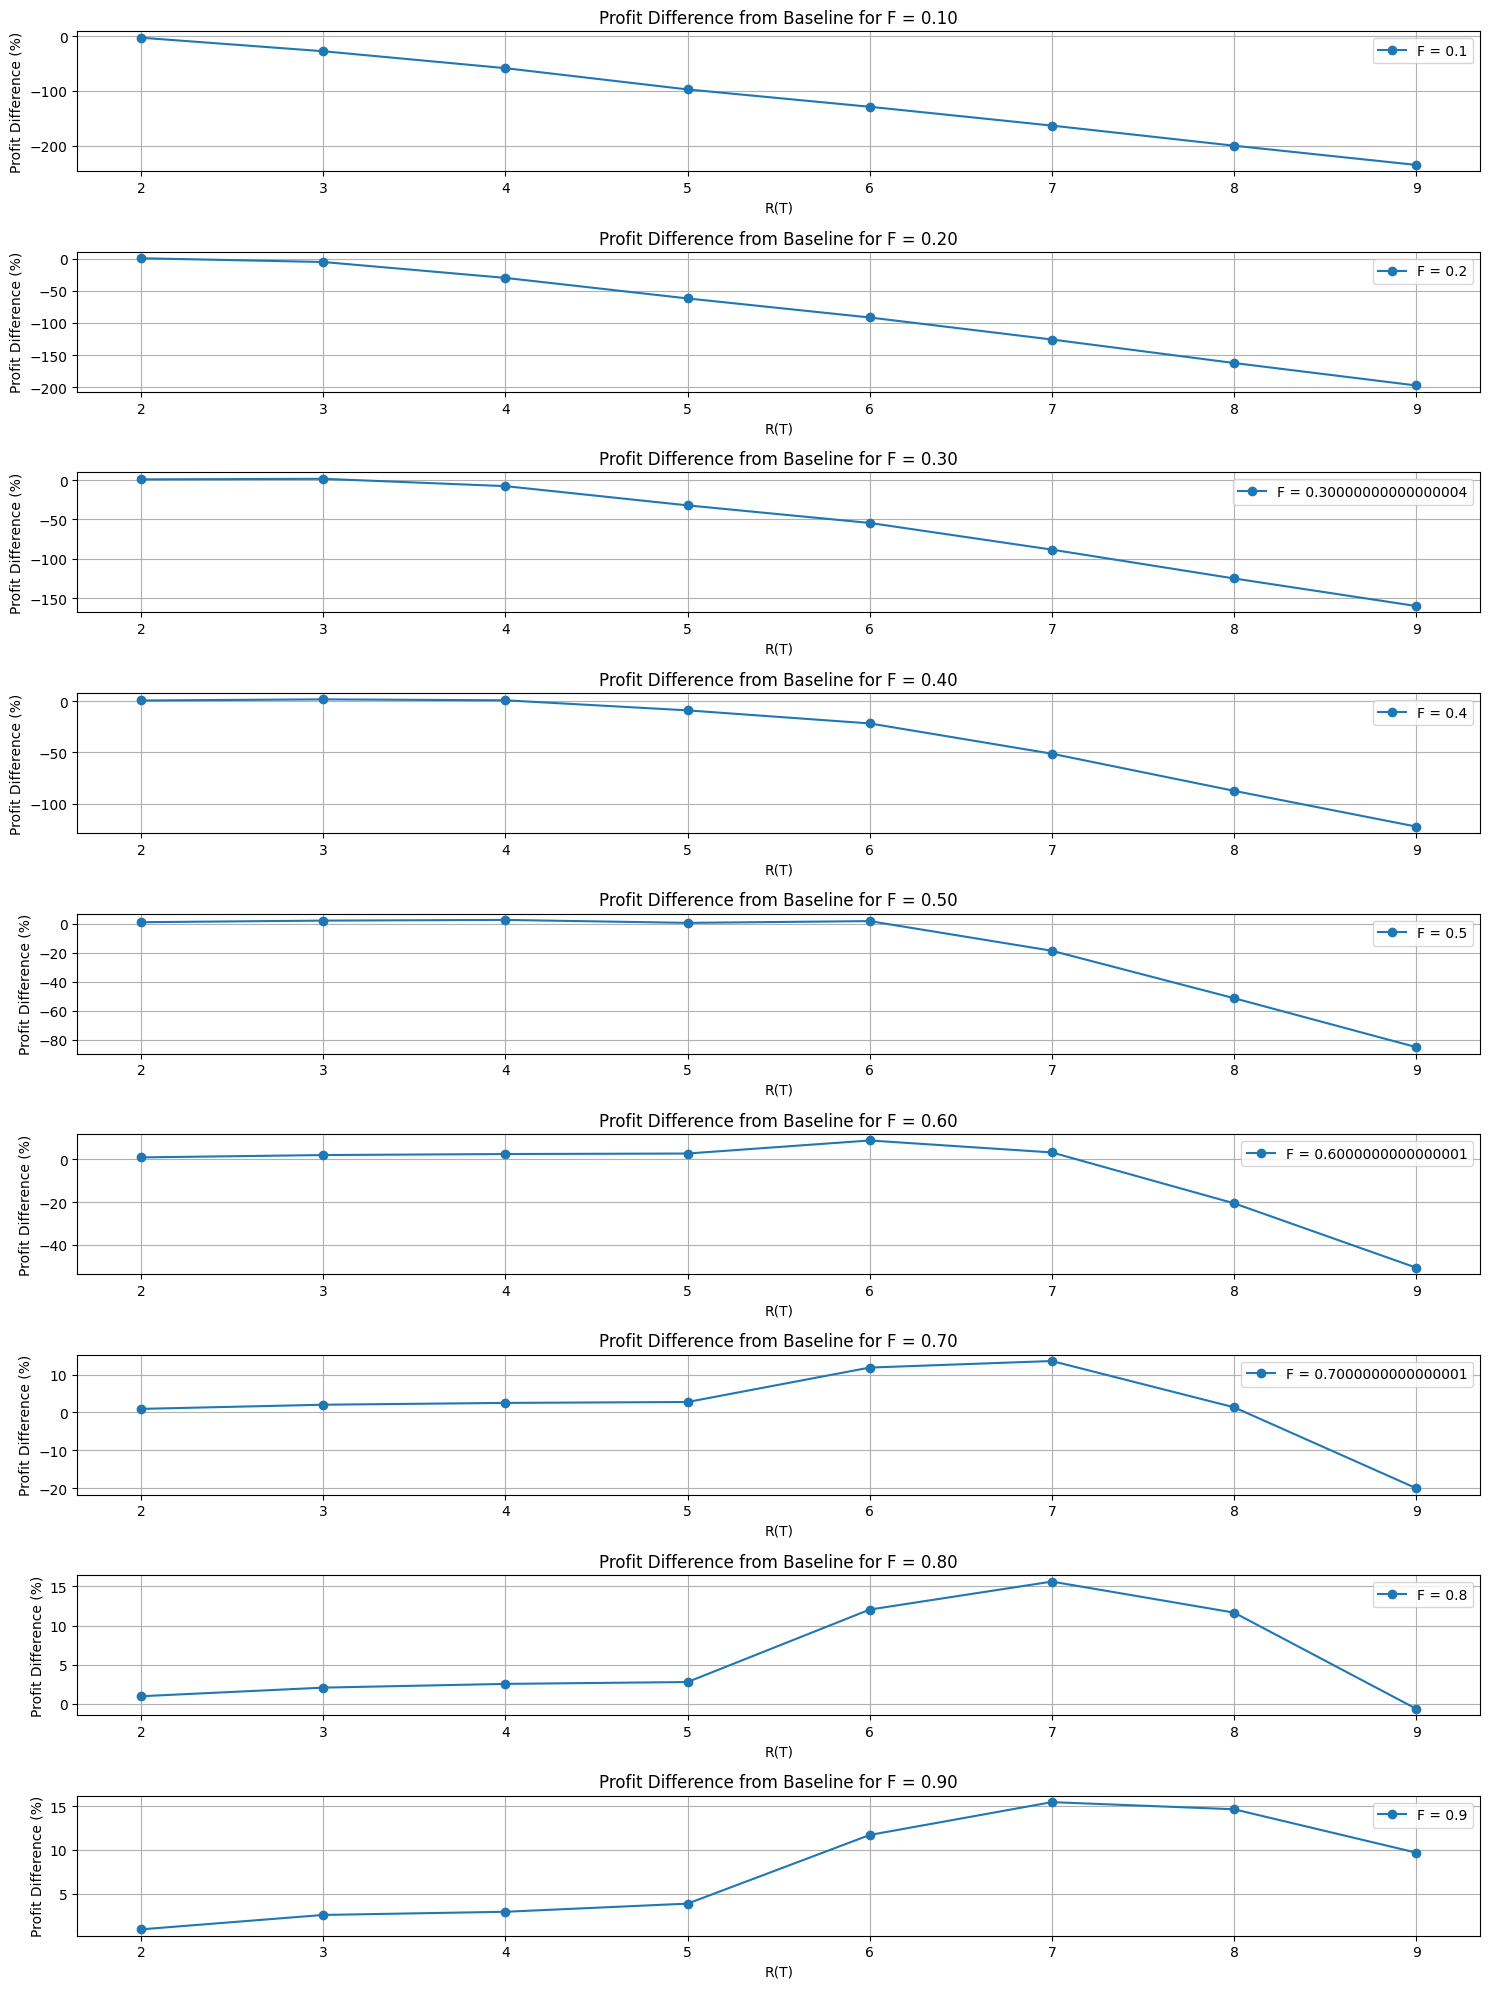 Profit Difference from Baseline for F = 0.10
Profit Difference (%)
0
−100
−200
F = 0.1
2 3 4 5 6 7 8 9
R(T)
Profit Difference from Baseline for F = 0.20
Profit Difference (%)
0
−50
−100
−150
−200
F = 0.2
2 3 4 5 6 7 8 9
R(T)
Profit Difference from Baseline for F = 0.30
Profit Difference (%)
0
−50
−100
−150
F = 0.30000000000000004
2 3 4 5 6 7 8 9
R(T)
Profit Difference from Baseline for F = 0.40
Profit Difference (%)
0
−50
−100
F = 0.4
2 3 4 5 6 7 8 9
R(T)
Profit Difference from Baseline for F = 0.50
Profit Difference (%)
0
−20
−40
−60
−80
F = 0.5
2 3 4 5 6 7 8 9
R(T)
Profit Difference from Baseline for F = 0.60
Profit Difference (%)
0
−20
−40
F = 0.6000000000000001
2 3 4 5 6 7 8 9
R(T)
Profit Difference from Baseline for F = 0.70
Profit Difference (%)
10
0
−10
−20
F = 0.7000000000000001
2 3 4 5 6 7 8 9
R(T)
Profit Difference from Baseline for F = 0.80
Profit Difference (%)
15
10
5
0
F = 0.8
2 3 4 5 6 7 8 9
R(T)
Profit Difference from Baseline for F = 0.90
Profit Difference (%)
15
10
5
F = 0.9
2 3 4 5 6 7 8 9
R(T)